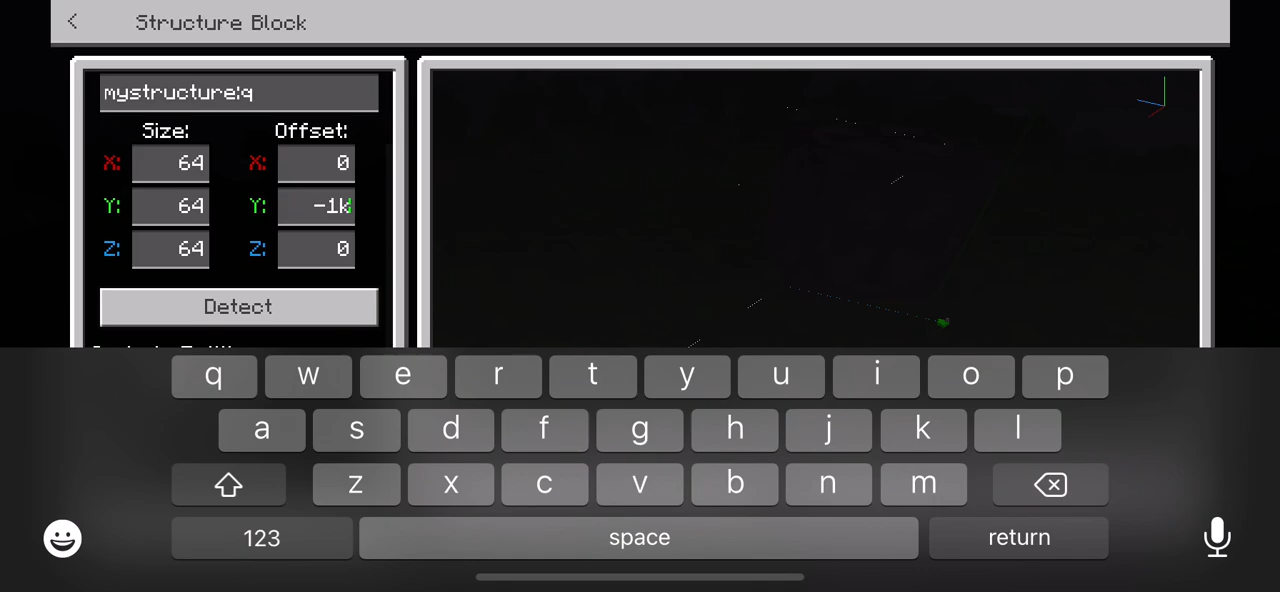 Structure Block
mystructure:q
Size: Offset:
X: 64 X: 0
Y: 64 Y: -1k
Z: 64 Z: 0
Detect
q w e r t y u i o p
a s d f g h j k l
z x c v b n m
123 space return